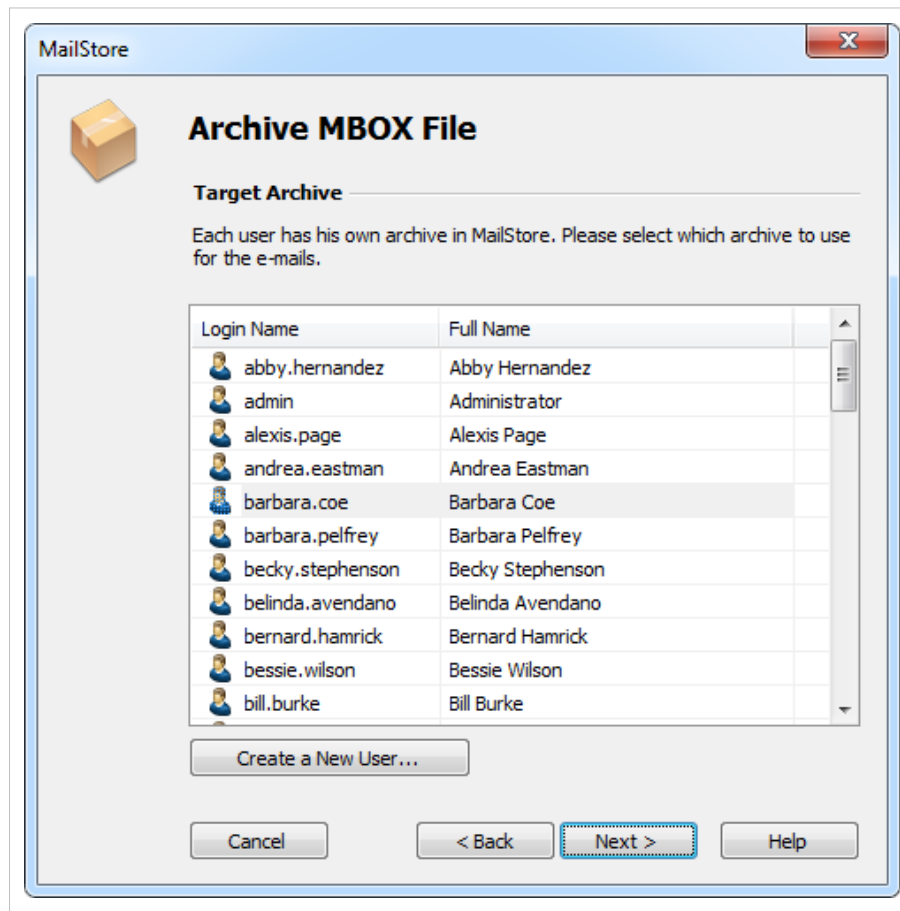 MailStore
Archive MBOX File
Target Archive
Each user has his own archive in MailStore. Please select which archive to use
for the e-mails.
Login Name Full Name
abby.hernandez Abby Hernandez
admin Administrator
alexis.page Alexis Page
andrea.eastman Andrea Eastman
barbara.coe Barbara Coe
barbara.pelfrey Barbara Pelfrey
becky.stephenson Becky Stephenson
belinda.avendano Belinda Avendano
bernard.hamrick Bernard Hamrick
bessie.wilson Bessie Wilson
bill.burke Bill Burke
Create a New User...
Cancel < Back Next > Help